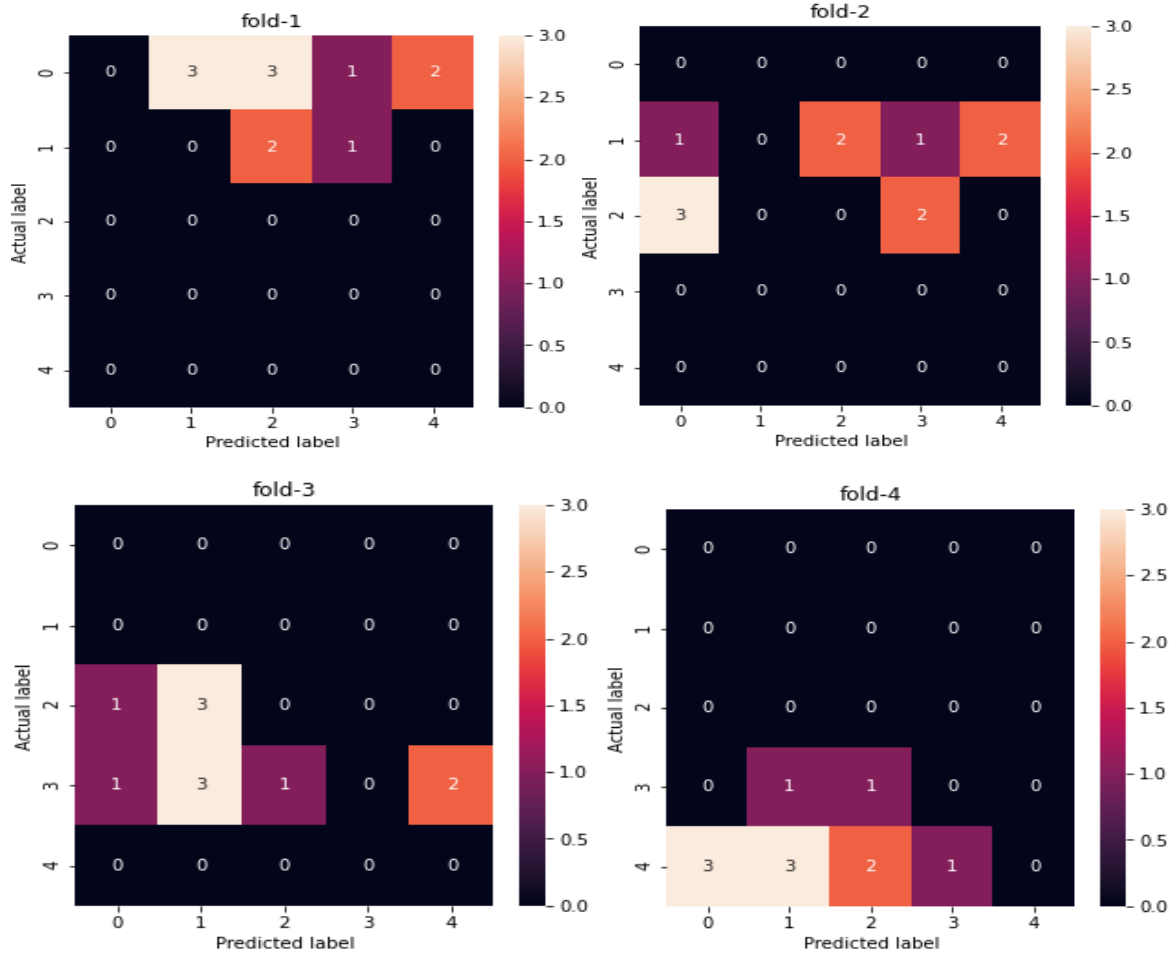 fold-1
0 0 3 3 1 2
1 0 0 2 1 0
2 0 0 0 0 0
3 0 0 0 0 0
4 0 0 0 0 0
0 1 2 3 4
Actual label
Predicted label
3.0
2.5
2.0
1.5
1.0
0.5
0.0
fold-2
0 0 0 0 0 0
1 1 0 2 1 2
2 3 0 0 2 0
3 0 0 0 0 0
4 0 0 0 0 0
0 1 2 3 4
Actual label
Predicted label
3.0
2.5
2.0
1.5
1.0
0.5
0.0
fold-3
0 0 0 0 0 0
1 0 0 0 0 0
2 1 3 0 0 0
3 1 3 1 0 2
4 0 0 0 0 0
0 1 2 3 4
Actual label
Predicted label
3.0
2.5
2.0
1.5
1.0
0.5
0.0
fold-4
0 0 0 0 0 0
1 0 0 0 0 0
2 0 0 0 0 0
3 0 1 1 0 0
4 3 3 2 1 0
0 1 2 3 4
Actual label
Predicted label
3.0
2.5
2.0
1.5
1.0
0.5
0.0